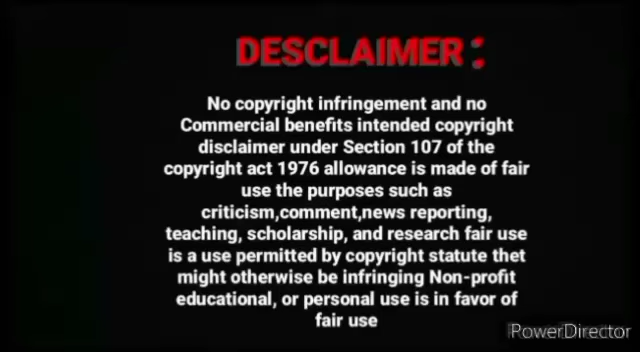 DESCLAIMER:
No copyright infringement and no
Commercial benefits intended copyright
disclaimer under Section 107 of the
copyright act 1976 allowance is made of fair
use the purposes such as
criticism,comment,news reporting,
teaching, scholarship, and research fair use
is a use permitted by copyright statute thet
might otherwise be infringing Non-profit
educational, or personal use is in favor of
fair use
PowerDirector